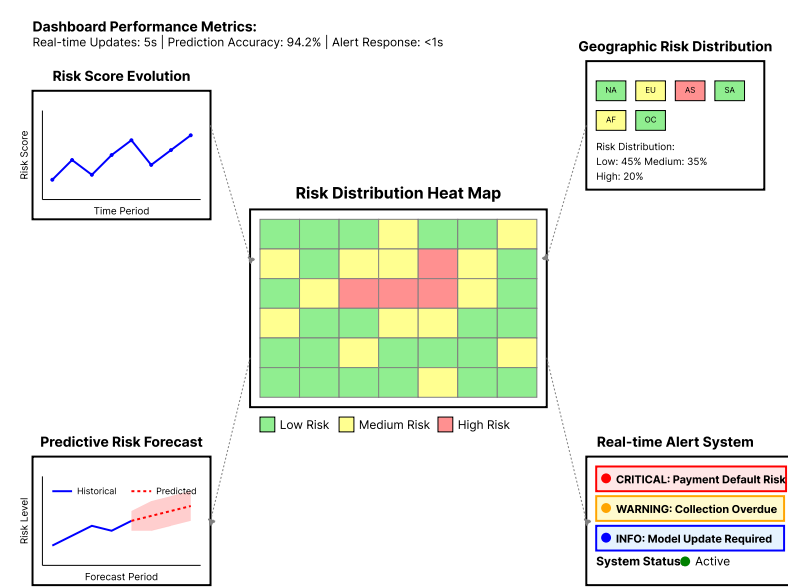 Dashboard Performance Metrics:
Real-time Updates: 5s | Prediction Accuracy: 94.2% | Alert Response: <1s
Geographic Risk Distribution
NA EU AS SA
AF OC
Risk Distribution:
Low: 45% Medium: 35%
High: 20%
Risk Score Evolution
Risk Score
Time Period
Risk Distribution Heat Map
Low Risk Medium Risk High Risk
Predictive Risk Forecast
Historical Predicted
Risk Level
Forecast Period
Real-time Alert System
CRITICAL: Payment Default Risk
WARNING: Collection Overdue
INFO: Model Update Required
System Status Active